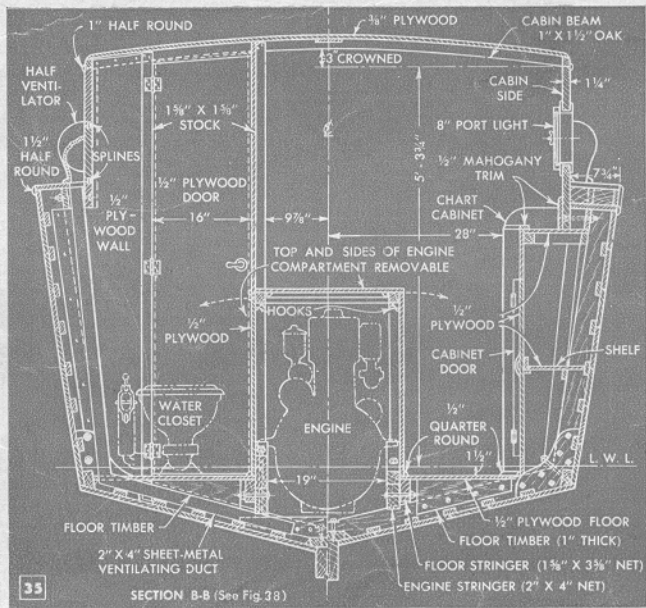 1" HALF ROUND
3/8" PLYWOOD
CABIN BEAM
1" X 1 1/2" OAK
3" CROWNED
HALF
VENTI-
LATOR
CABIN
SIDE
1 1/4"
1 5/8" X 1 5/8"
STOCK
8" PORT LIGHT
1 1/2"
HALF
ROUND
SPLINES
5' - 3 3/4"
1/2" MAHOGANY
TRIM
7 3/4"
1/2"
PLY-
WOOD
WALL
1/2" PLYWOOD
DOOR
16"
9 7/8"
CHART
CABINET
28"
TOP AND SIDES OF ENGINE
COMPARTMENT REMOVABLE
HOOKS
1/2"
PLYWOOD
1/2"
PLYWOOD
SHELF
CABINET
DOOR
WATER
CLOSET
ENGINE
1/2"
QUARTER
ROUND
1 1/2"
L. W. L.
19"
FLOOR TIMBER
1/2" PLYWOOD FLOOR
FLOOR TIMBER (1" THICK)
2" X 4" SHEET-METAL
VENTILATING DUCT
FLOOR STRINGER (1 5/8" X 3 5/8" NET)
ENGINE STRINGER (2" X 4" NET)
35
SECTION B-B (See Fig. 38)